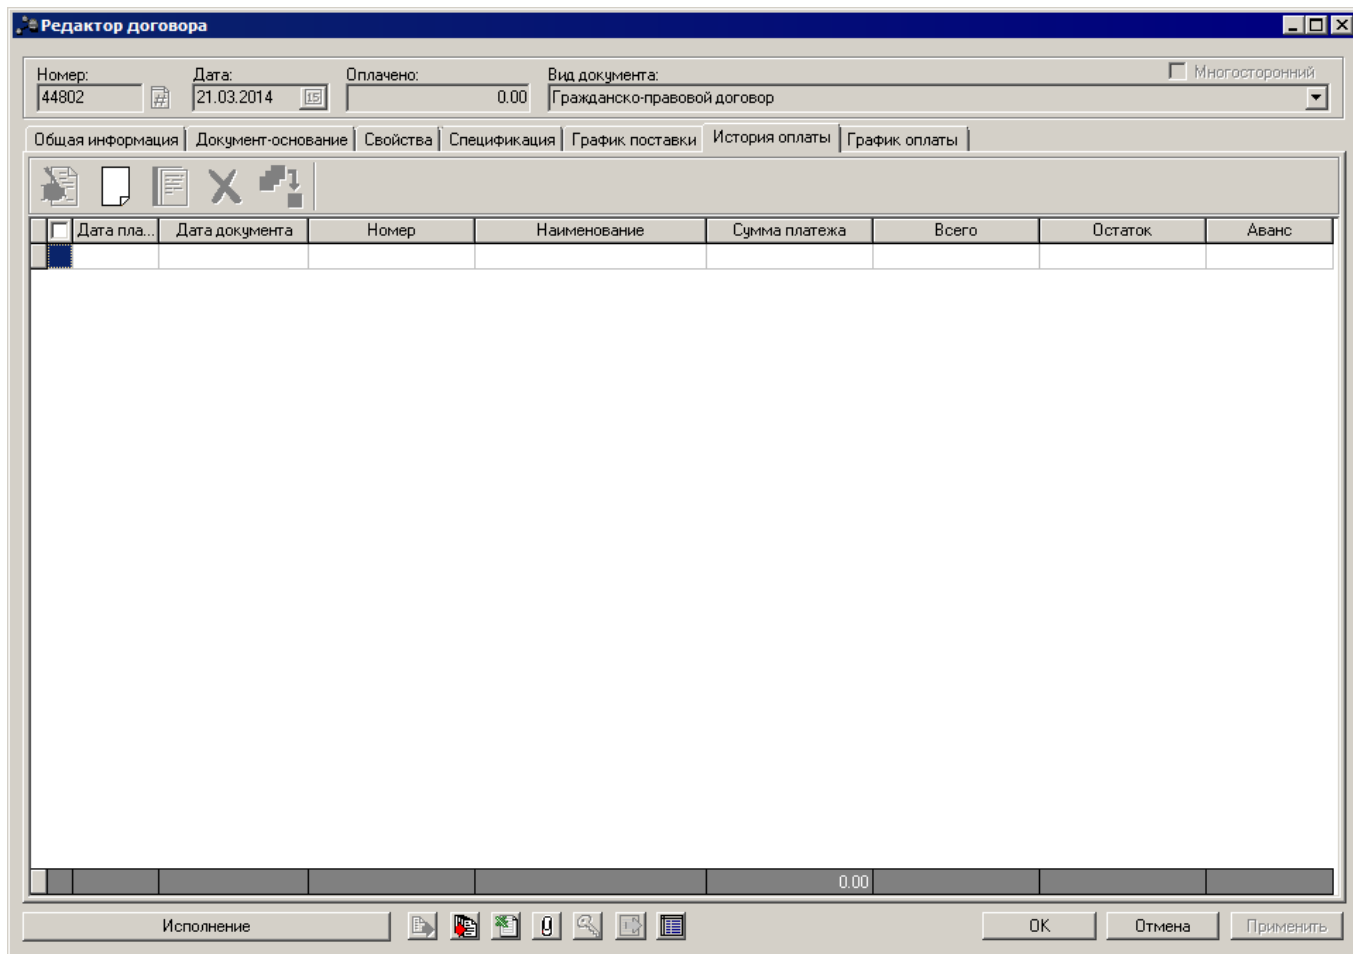 Редактор договора
Номер: Дата: Оплачено: Вид документа: Многосторонний
44802 # 21.03.2014 15 0.00 Гражданско-правовой договор
Общая информация Документ-основание Свойства Спецификация График поставки История оплаты График оплаты
Дата пла... Дата документа Номер Наименование Сумма платежа Всего Остаток Аванс
0.00
Исполнение OK Отмена Применить